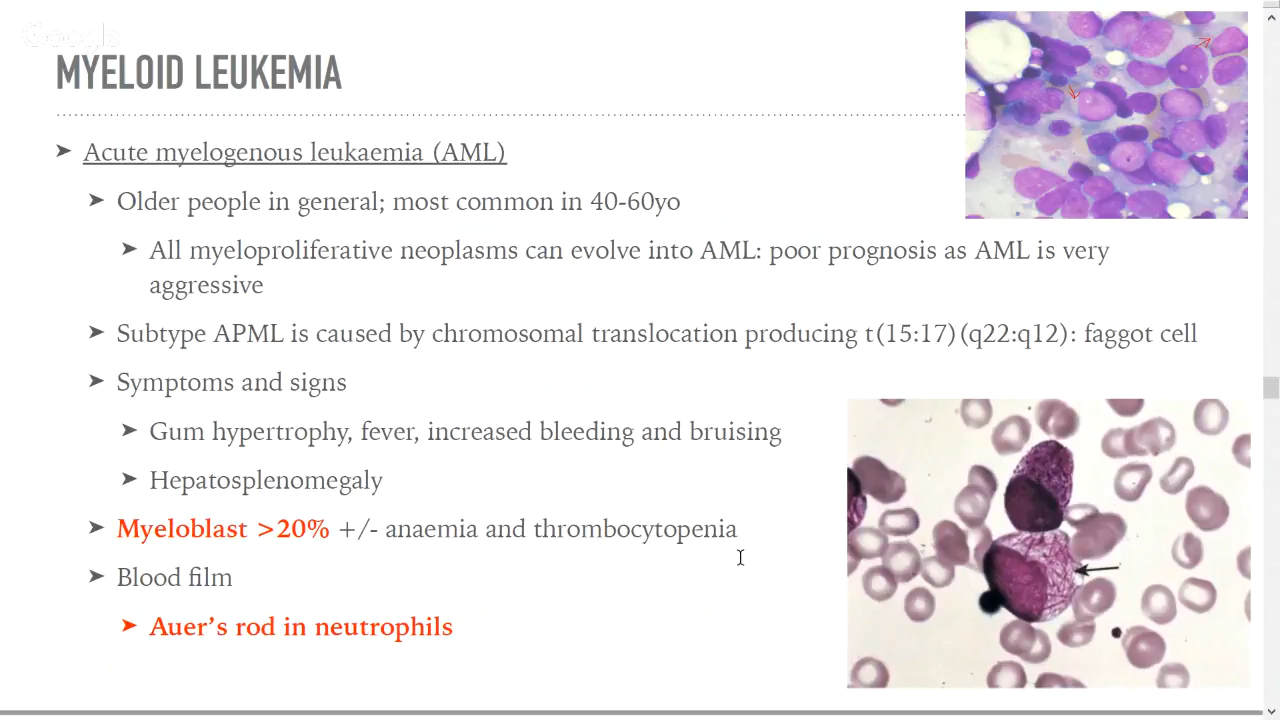 Google
MYELOID LEUKEMIA
➤ Acute myelogenous leukaemia (AML)
➤ Older people in general; most common in 40-60yo
➤ All myeloproliferative neoplasms can evolve into AML: poor prognosis as AML is very
aggressive
➤ Subtype APML is caused by chromosomal translocation producing t(15:17)(q22:q12): faggot cell
➤ Symptoms and signs
➤ Gum hypertrophy, fever, increased bleeding and bruising
➤ Hepatosplenomegaly
➤ Myeloblast >20% +/- anaemia and thrombocytopenia
➤ Blood film
➤ Auer’s rod in neutrophils